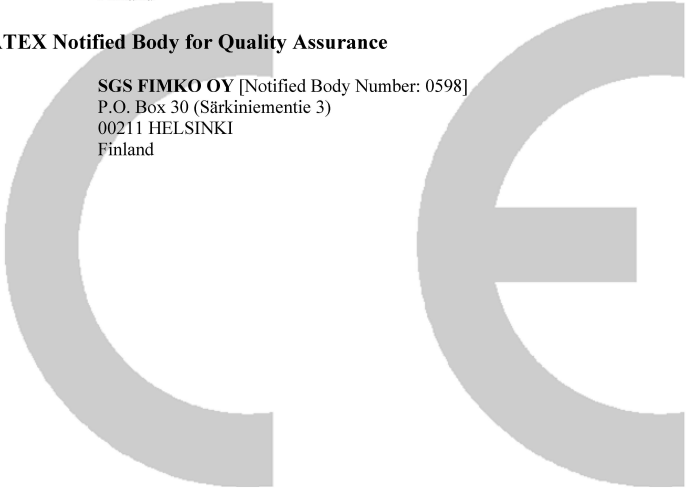 ATEX Notified Body for Quality Assurance
SGS FIMKO OY [Notified Body Number: 0598]
P.O. Box 30 (Särkiniementie 3)
00211 HELSINKI
Finland